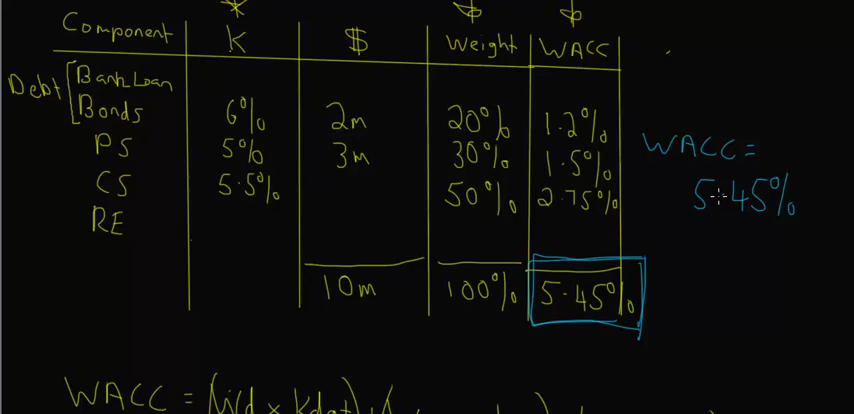 Component K $ Weight WACC
Debt Bank Loan
Bonds 6% 2m 20% 1.2%
PS 5% 3m 30% 1.5%
CS 5.5% 50% 2.75%
RE
10m 100% 5.45%
WACC =
5.45%
WACC =